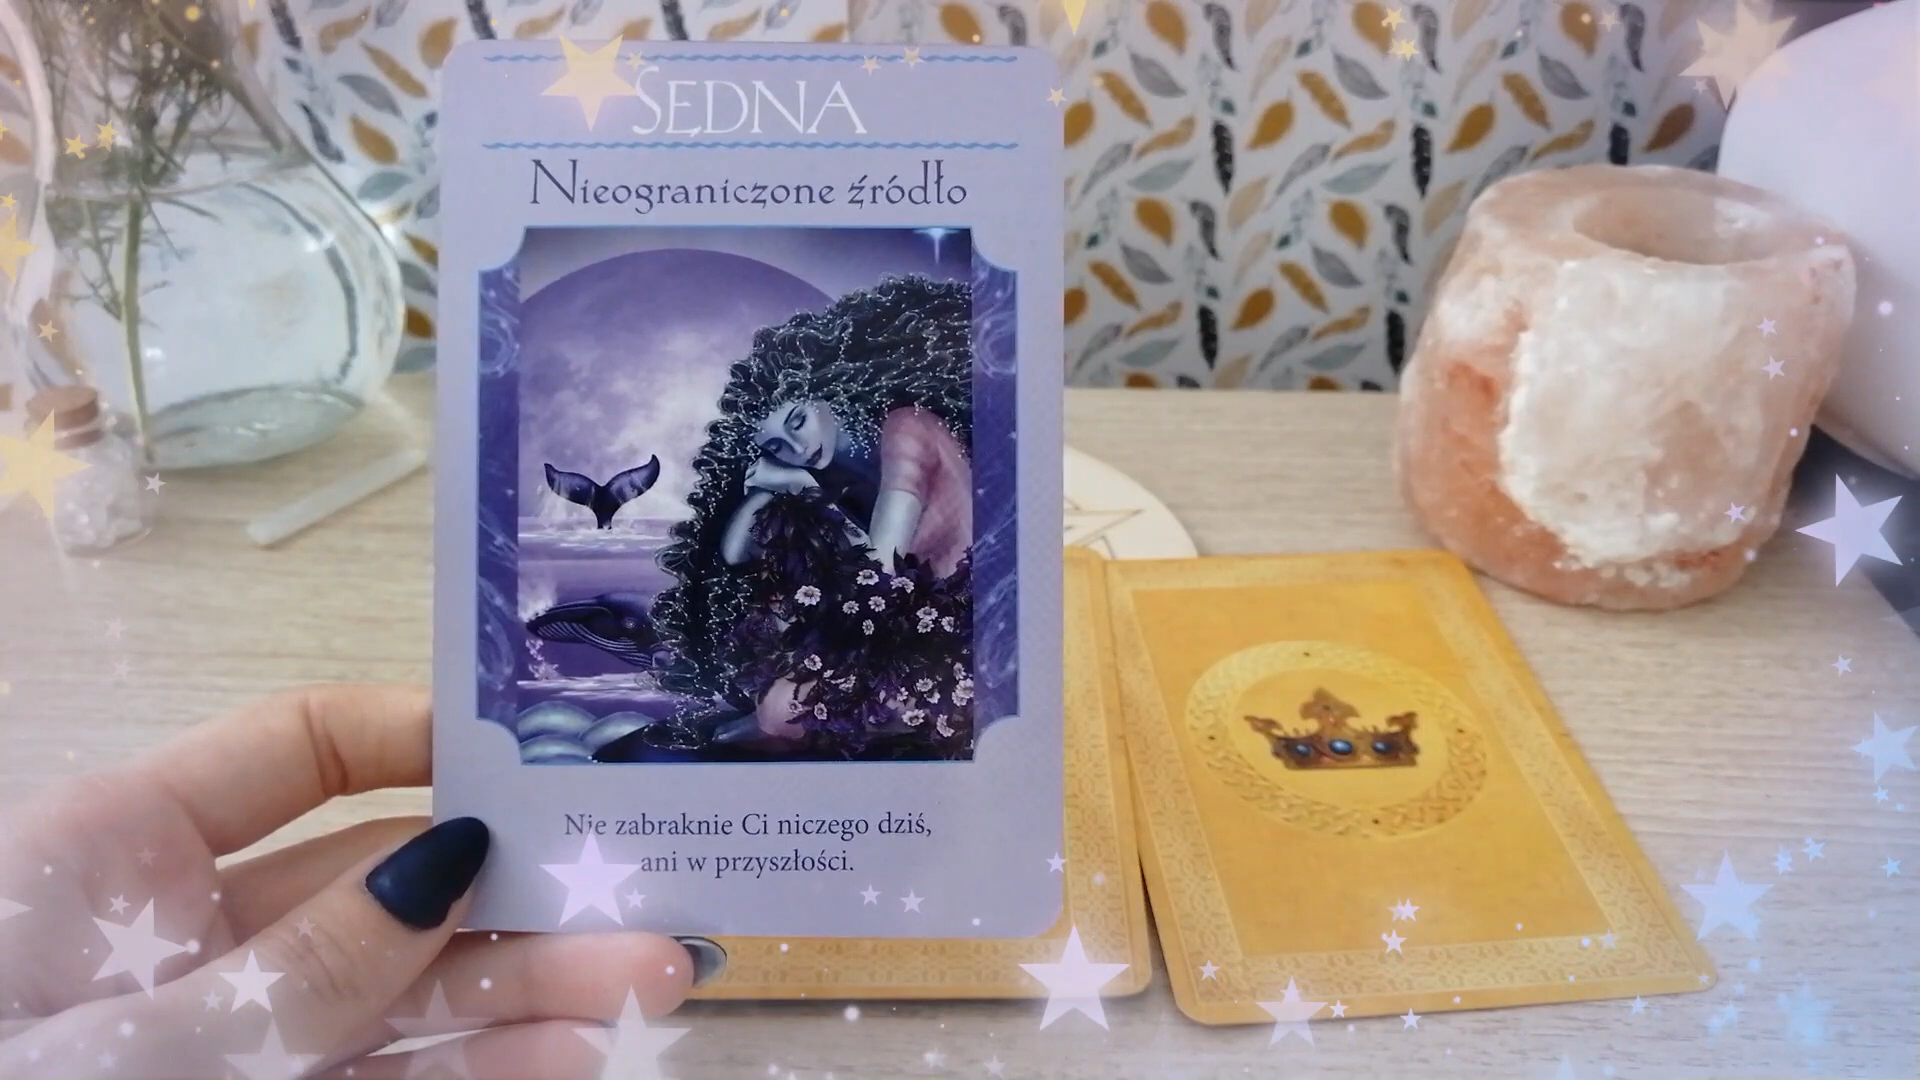 SEDNA
Nieograniczone źródło
Nie zabraknie Ci niczego dziś,
ani w przyszłości.